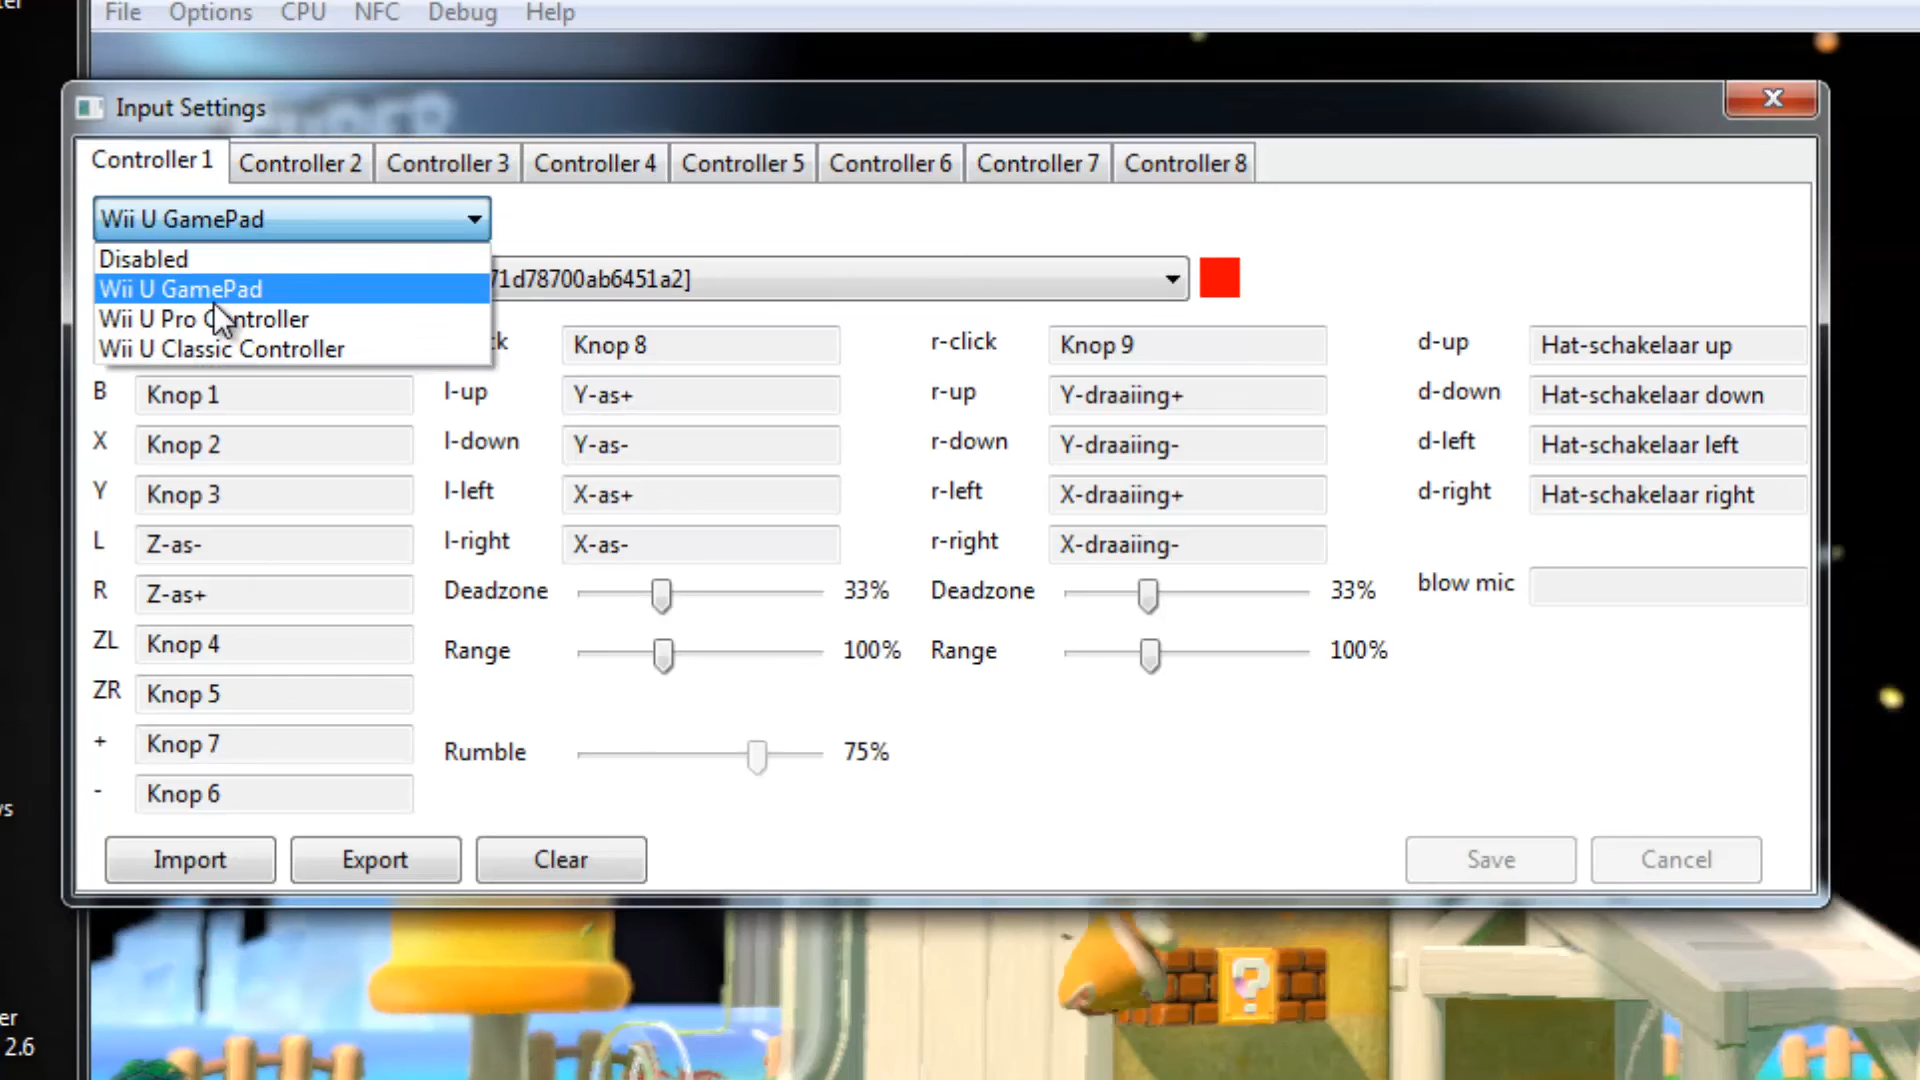 File Options CPU NFC Debug Help
Input Settings
Controller 1 Controller 2 Controller 3 Controller 4 Controller 5 Controller 6 Controller 7 Controller 8
Wii U GamePad
Disabled
Wii U GamePad
71d78700ab6451a2]
Wii U Pro Controller
Wii U Classic Controller
Knop 8 r-click Knop 9 d-up Hat-schakelaar up
B Knop 1 l-up Y-as+ r-up Y-draaiing+ d-down Hat-schakelaar down
X Knop 2 l-down Y-as- r-down Y-draaiing- d-left Hat-schakelaar left
Y Knop 3 l-left X-as+ r-left X-draaiing+ d-right Hat-schakelaar right
L Z-as- l-right X-as- r-right X-draaiing-
R Z-as+ Deadzone 33% Deadzone 33% blow mic
ZL Knop 4 Range 100% Range 100%
ZR Knop 5
+ Knop 7 Rumble 75%
- Knop 6
Import Export Clear Save Cancel
2.6